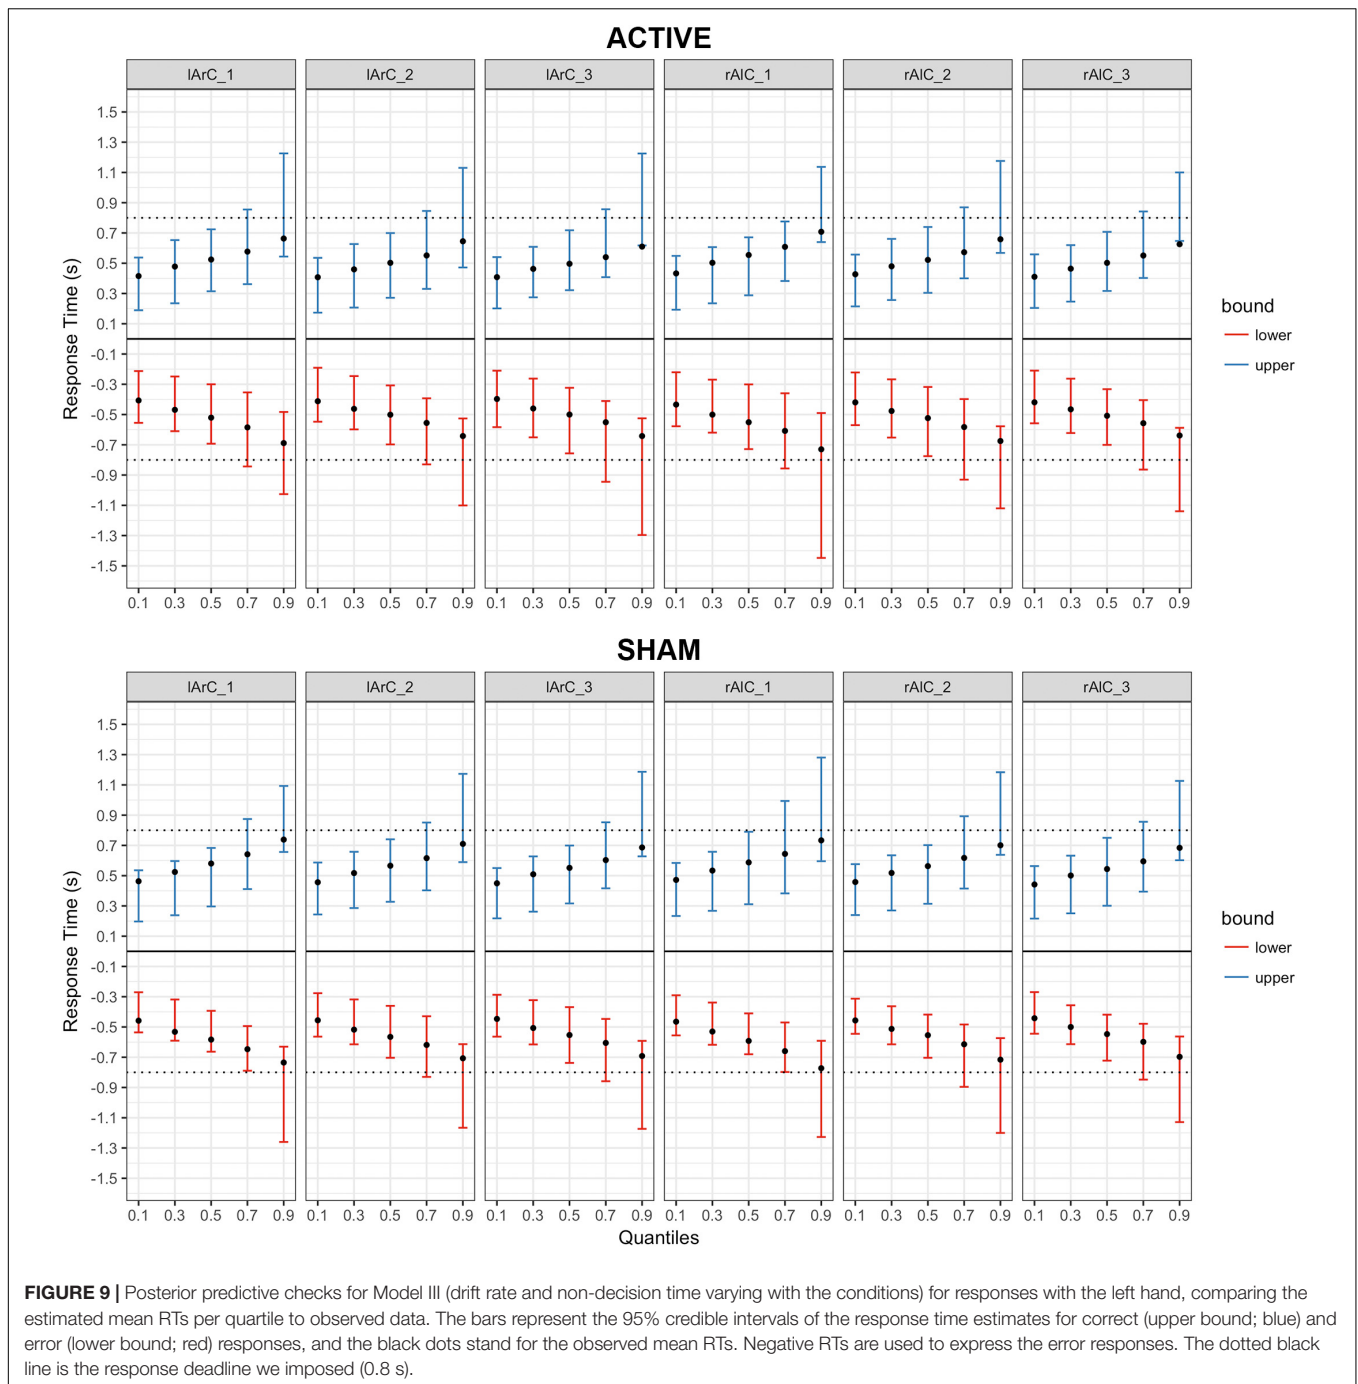 ACTIVE
lArC_1 lArC_2 lArC_3 rAIC_1 rAIC_2 rAIC_3
1.5
1.3
1.1
0.9
0.7
0.5
0.3
0.1
-0.1
-0.3
-0.5
-0.7
-0.9
-1.1
-1.3
-1.5
Response Time (s)
bound
lower
upper
0.1 0.3 0.5 0.7 0.9 0.1 0.3 0.5 0.7 0.9 0.1 0.3 0.5 0.7 0.9 0.1 0.3 0.5 0.7 0.9 0.1 0.3 0.5 0.7 0.9 0.1 0.3 0.5 0.7 0.9
SHAM
lArC_1 lArC_2 lArC_3 rAIC_1 rAIC_2 rAIC_3
1.5
1.3
1.1
0.9
0.7
0.5
0.3
0.1
-0.1
-0.3
-0.5
-0.7
-0.9
-1.1
-1.3
-1.5
Response Time (s)
bound
lower
upper
0.1 0.3 0.5 0.7 0.9 0.1 0.3 0.5 0.7 0.9 0.1 0.3 0.5 0.7 0.9 0.1 0.3 0.5 0.7 0.9 0.1 0.3 0.5 0.7 0.9 0.1 0.3 0.5 0.7 0.9
Quantiles
FIGURE 9 | Posterior predictive checks for Model III (drift rate and non-decision time varying with the conditions) for responses with the left hand, comparing the
estimated mean RTs per quartile to observed data. The bars represent the 95% credible intervals of the response time estimates for correct (upper bound; blue) and
error (lower bound; red) responses, and the black dots stand for the observed mean RTs. Negative RTs are used to express the error responses. The dotted black
line is the response deadline we imposed (0.8 s).